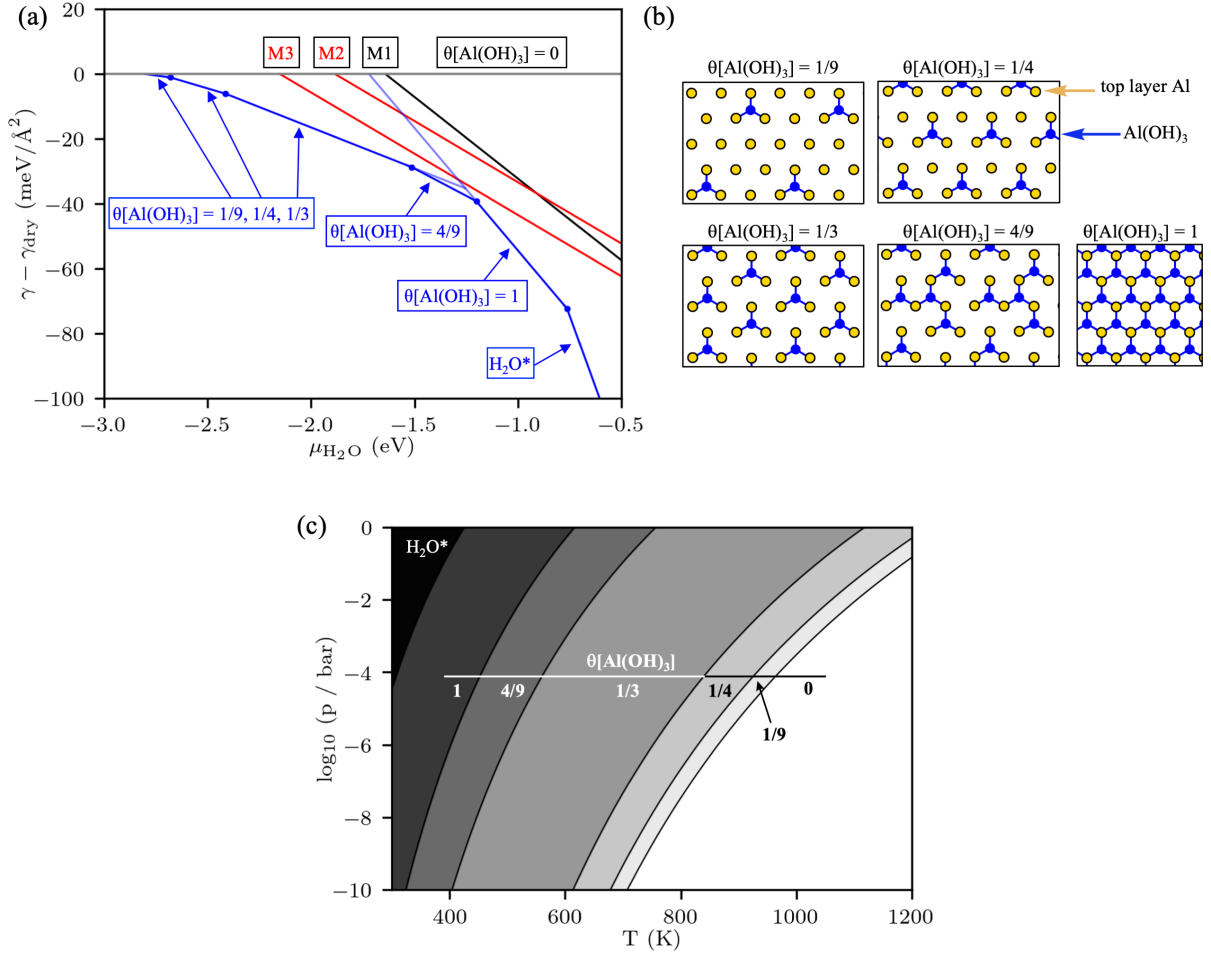 (a)
20
0
−20
−40
−60
−80
−100
γ − γdry (meV/Å²)
M3
M2
M1
θ[Al(OH)₃] = 0
θ[Al(OH)₃] = 1/9, 1/4, 1/3
θ[Al(OH)₃] = 4/9
θ[Al(OH)₃] = 1
H₂O*
−3.0
−2.5
−2.0
−1.5
−1.0
−0.5
μH₂O (eV)
(b)
θ[Al(OH)₃] = 1/9
θ[Al(OH)₃] = 1/4
top layer Al
Al(OH)₃
θ[Al(OH)₃] = 1/3
θ[Al(OH)₃] = 4/9
θ[Al(OH)₃] = 1
(c)
0
−2
−4
−6
−8
−10
log₁₀ (p / bar)
H₂O*
θ[Al(OH)₃]
1
4/9
1/3
1/4
0
1/9
400
600
800
1000
1200
T (K)